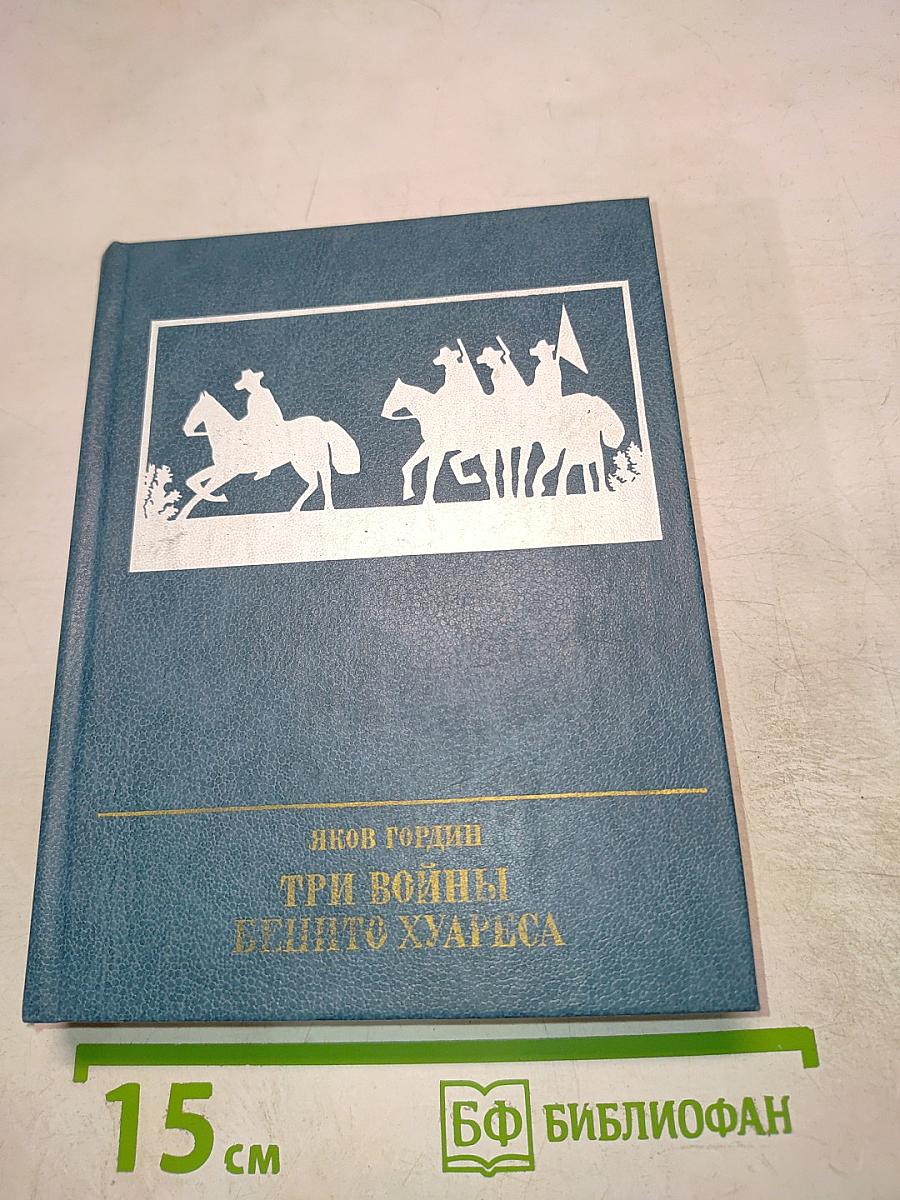 ЯКОВ ГОРДИН
ТРИ ВОЙНЫ
БЕНИТО ХУАРЕСА
15 см
БФ БИБЛИОФАН